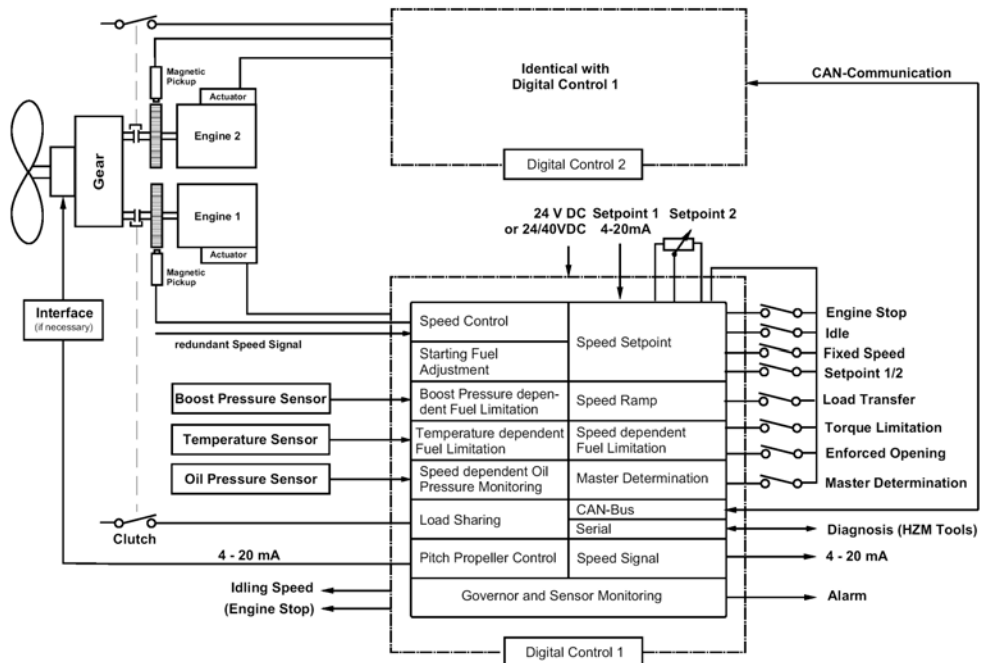 Magnetic
Pickup
Actuator
Engine 2
Gear
Engine 1
Actuator
Magnetic
Pickup
Interface
(if necessary)
redundant Speed Signal
Identical with
Digital Control 1
Digital Control 2
CAN-Communication
24 V DC
or 24/40VDC
Setpoint 1
4-20mA
Setpoint 2
Speed Control
Starting Fuel
Adjustment
Speed Setpoint
Engine Stop
Idle
Fixed Speed
Setpoint 1/2
Boost Pressure Sensor
Boost Pressure depen-
dent Fuel Limitation
Speed Ramp
Load Transfer
Temperature Sensor
Temperature dependent
Fuel Limitation
Speed dependent
Fuel Limitation
Torque Limitation
Enforced Opening
Oil Pressure Sensor
Speed dependent Oil
Pressure Monitoring
Master Determination
Master Determination
Clutch
Load Sharing
CAN-Bus
Serial
Diagnosis (HZM Tools)
4 - 20 mA
Pitch Propeller Control
Speed Signal
4 - 20 mA
Idling Speed
(Engine Stop)
Governor and Sensor Monitoring
Alarm
Digital Control 1